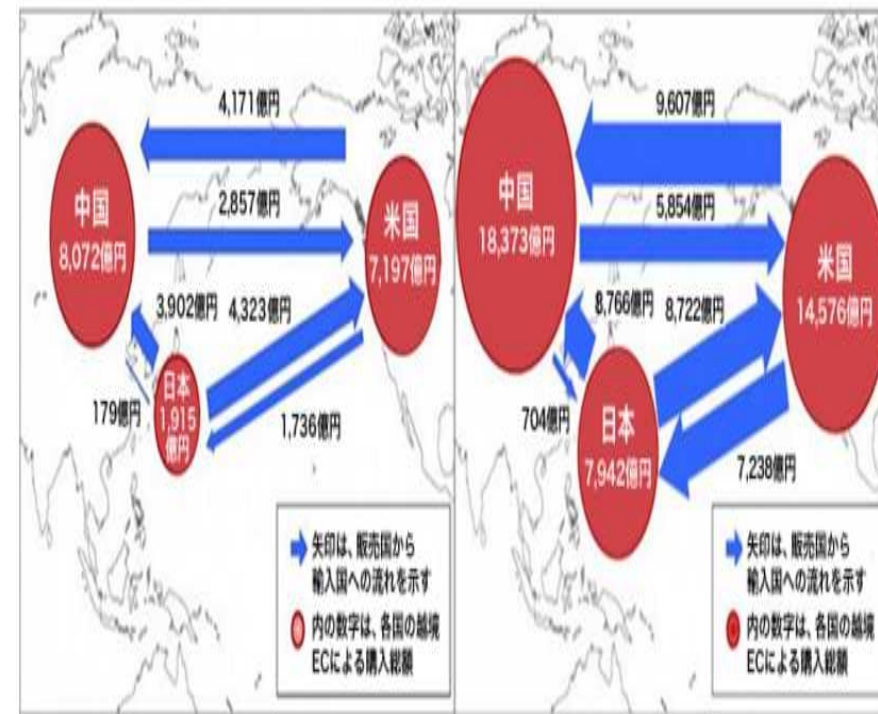 4,171億円
中国
8,072億円
2,857億円
米国
7,197億円
3,902億円
4,323億円
179億円
日本
1,915
億円
1,736億円
矢印は、販売国から
輸入国への流れを示す
内の数字は、各国の越境
ECによる購入総額
9,607億円
中国
18,373億円
5,854億円
米国
14,576億円
8,766億円
8,722億円
704億円
日本
7,942億円
7,238億円
矢印は、販売国から
輸入国への流れを示す
内の数字は、各国の越境
ECによる購入総額